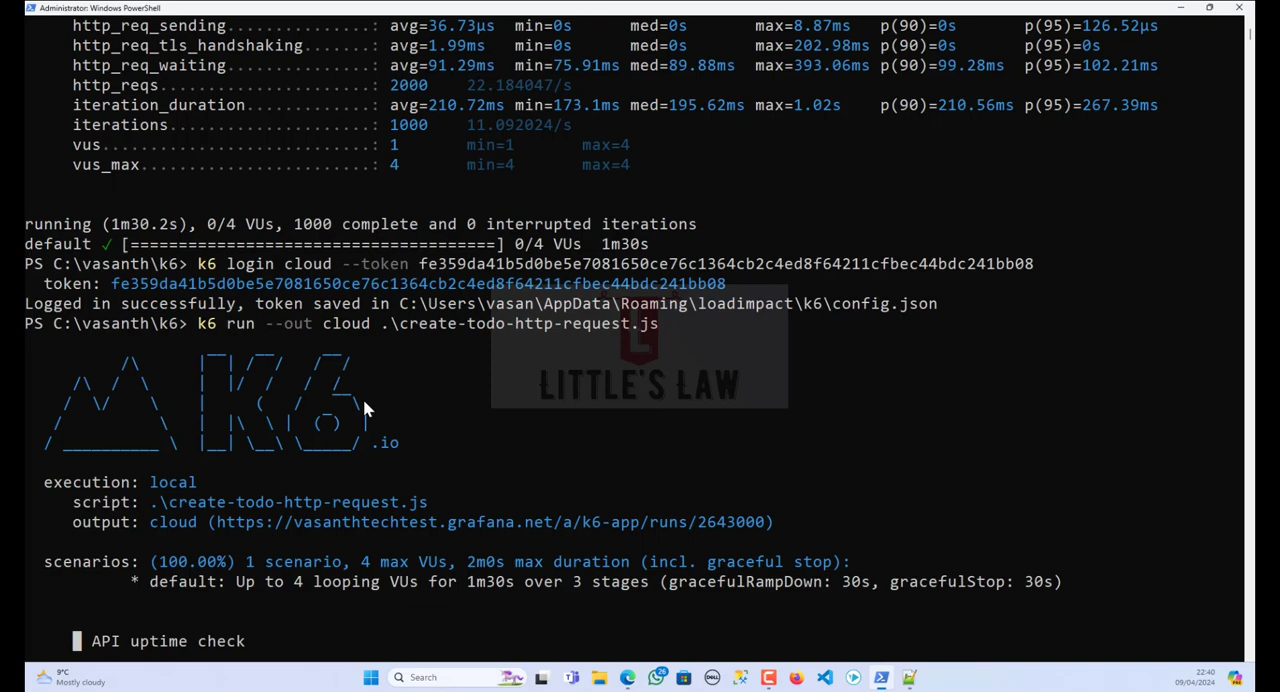 Administrator: Windows PowerShell
http_req_sending...............: avg=36.73µs min=0s med=0s max=8.87ms p(90)=0s p(95)=126.52µs
http_req_tls_handshaking.......: avg=1.99ms min=0s med=0s max=202.98ms p(90)=0s p(95)=0s
http_req_waiting...............: avg=91.29ms min=75.91ms med=89.88ms max=393.06ms p(90)=99.28ms p(95)=102.21ms
http_reqs......................: 2000 22.184047/s
iteration_duration.............: avg=210.72ms min=173.1ms med=195.62ms max=1.02s p(90)=210.56ms p(95)=267.39ms
iterations.....................: 1000 11.092024/s
vus............................: 1 min=1 max=4
vus_max........................: 4 min=4 max=4
running (1m30.2s), 0/4 VUs, 1000 complete and 0 interrupted iterations
default ✓ [======================================] 0/4 VUs 1m30s
PS C:\vasanth\k6> k6 login cloud --token fe359da41b5d0be5e7081650ce76c1364cb2c4ed8f64211cfbec44bdc241bb08
token: fe359da41b5d0be5e7081650ce76c1364cb2c4ed8f64211cfbec44bdc241bb08
Logged in successfully, token saved in C:\Users\vasan\AppData\Roaming\loadimpact\k6\config.json
PS C:\vasanth\k6> k6 run --out cloud .\create-todo-http-request.js
LITTLE'S LAW
K6
.io
execution: local
script: .\create-todo-http-request.js
output: cloud (https://vasanthtechtest.grafana.net/a/k6-app/runs/2643000)
scenarios: (100.00%) 1 scenario, 4 max VUs, 2m0s max duration (incl. graceful stop):
* default: Up to 4 looping VUs for 1m30s over 3 stages (gracefulRampDown: 30s, gracefulStop: 30s)
█ API uptime check
9°C
Mostly cloudy
Search
26
22:40
09/04/2024